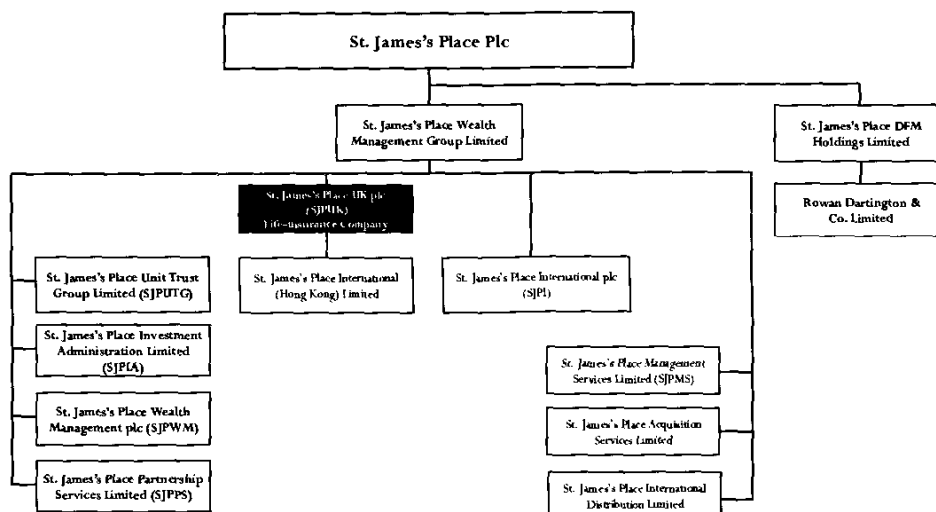 St. James's Place Plc
St. James's Place Wealth
Management Group Limited
St. James's Place DFM
Holdings Limited
St. James's Place UK plc
(SJPUK)
Life-insurance Company
Rowan Dartington &
Co. Limited
St. James's Place Unit Trust
Group Limited (SJPUTG)
St. James's Place International
(Hong Kong) Limited
St. James's Place International plc
(SJPI)
St. James's Place Investment
Administration Limited
(SJPIA)
St. James's Place Management
Services Limited (SJPMS)
St. James's Place Wealth
Management plc (SJPWM)
St. James's Place Acquisition
Services Limited
St. James's Place Partnership
Services Limited (SJPPS)
St. James's Place International
Distribution Limited